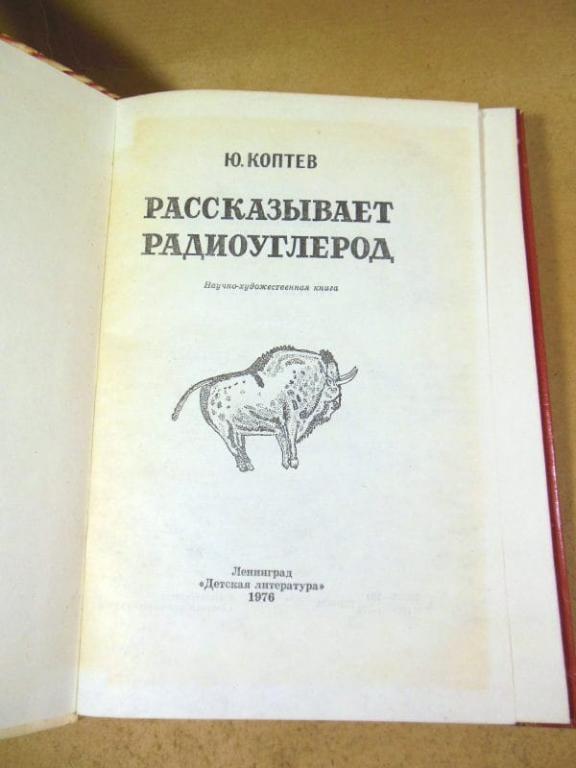 Ю. КОПТЕВ
РАССКАЗЫВАЕТ
РАДИОУГЛЕРОД
Научно-художественная книга
Ленинград
«Детская литература»
1976